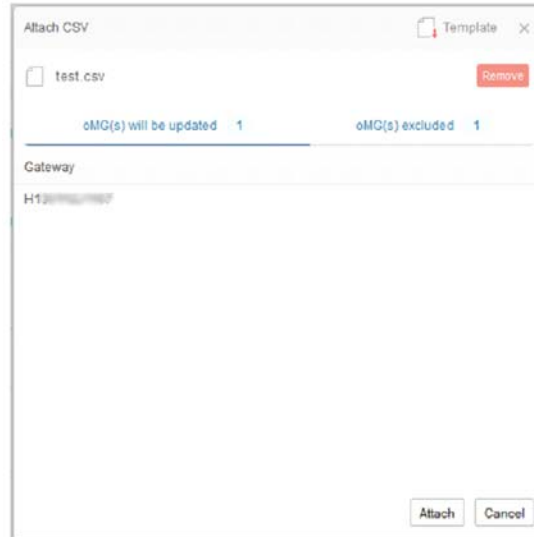 Attach CSV Template
test.csv Remove
oMG(s) will be updated 1 oMG(s) excluded 1
Gateway
Attach Cancel